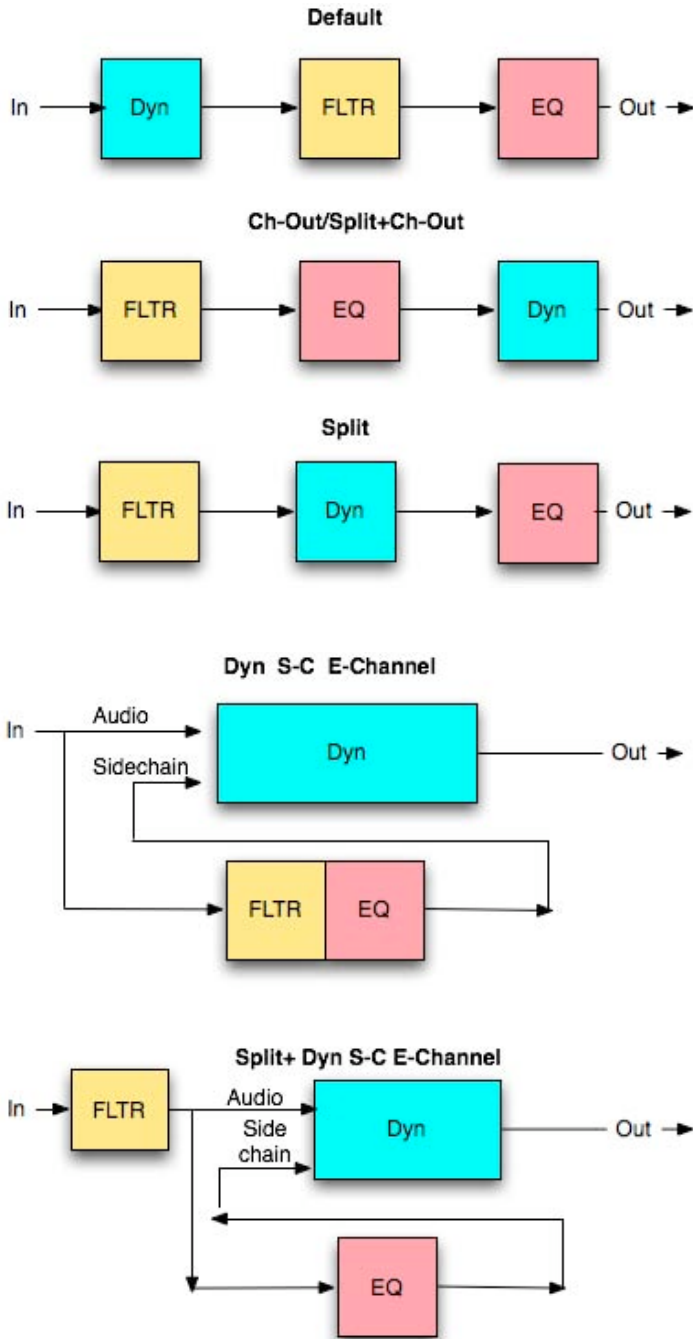 Default
In Dyn FLTR EQ Out
Ch-Out/Split+Ch-Out
In FLTR EQ Dyn Out
Split
In FLTR Dyn EQ Out
Dyn S-C E-Channel
In Audio Dyn Out
Sidechain
FLTR EQ
Split+ Dyn S-C E-Channel
In FLTR Audio Dyn Out
Side
chain
EQ